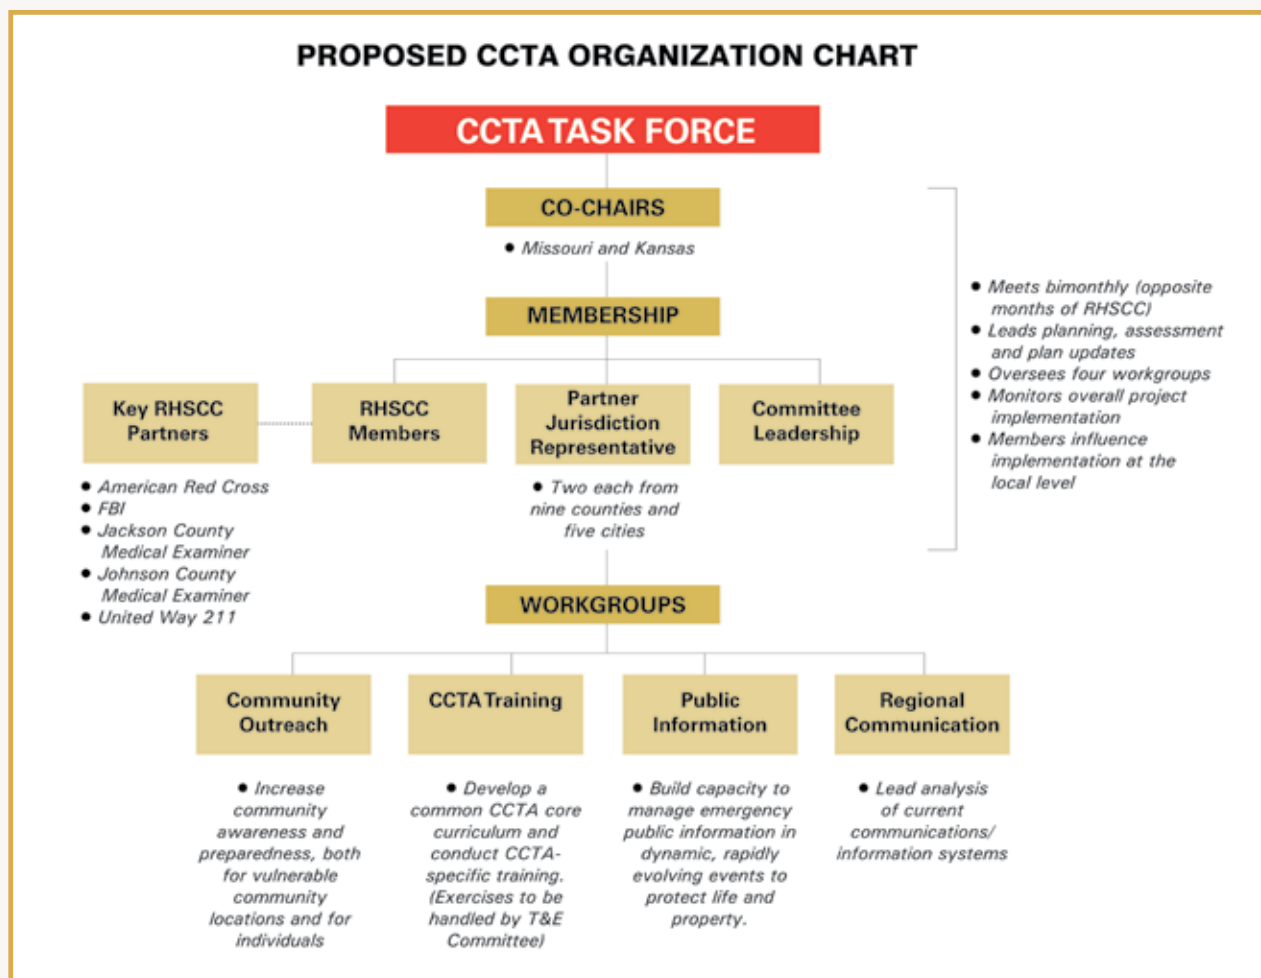 PROPOSED CCTA ORGANIZATION CHART
CCTA TASK FORCE
CO-CHAIRS
● Missouri and Kansas
MEMBERSHIP
● Meets bimonthly (opposite
months of RHSCC)
● Leads planning, assessment
and plan updates
● Oversees four workgroups
● Monitors overall project
implementation
● Members influence
implementation at the
local level
Key RHSCC
Partners
● American Red Cross
● FBI
● Jackson County
Medical Examiner
● Johnson County
Medical Examiner
● United Way 211
RHSCC
Members
Partner
Jurisdiction
Representative
● Two each from
nine counties and
five cities
Committee
Leadership
WORKGROUPS
Community
Outreach
● Increase
community
awareness and
preparedness, both
for vulnerable
community
locations and for
individuals
CCTA Training
● Develop a
common CCTA core
curriculum and
conduct CCTA-
specific training.
(Exercises to be
handled by T&E
Committee)
Public
Information
● Build capacity to
manage emergency
public information in
dynamic, rapidly
evolving events to
protect life and
property.
Regional
Communication
● Lead analysis
of current
communications/
information systems